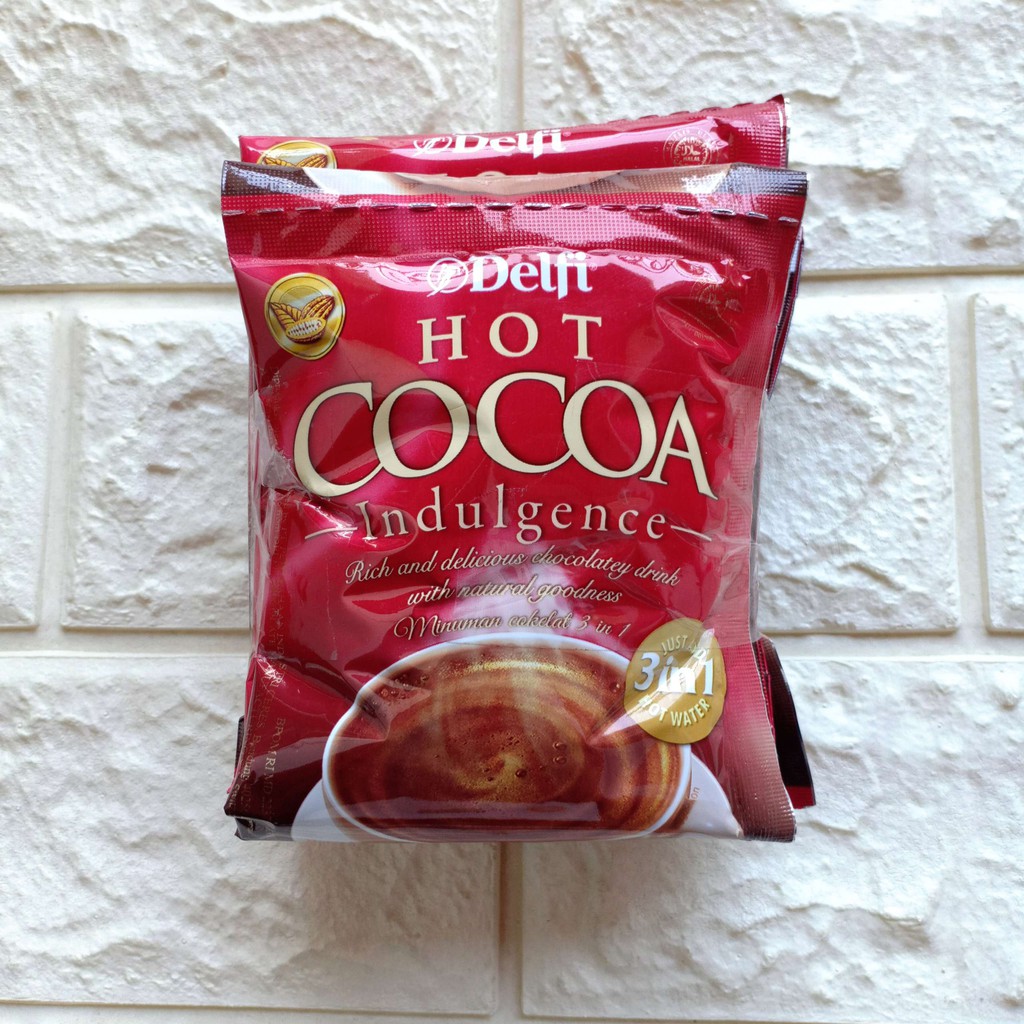 Delfi
Delfi
HOT
COCOA
Indulgence
Rich and delicious chocolatey drink
with natural goodness
Minuman cokelat 3 in 1
JUST
3in1
HOT WATER